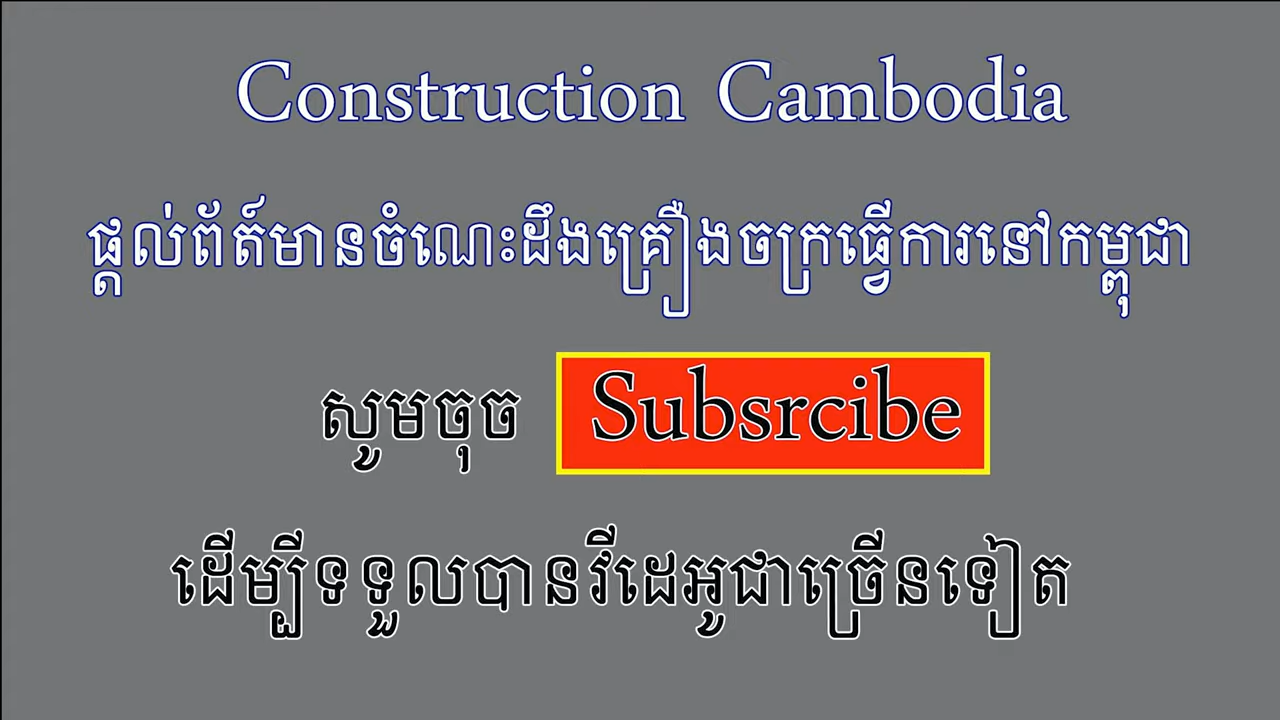 Construction Cambodia
ផ្តល់ព័ត៍មានចំណេះដឹងគ្រឿងចក្រធ្វើការនៅកម្ពុជា
សូមចុច Subsrcibe
ដើម្បីទទួលបានវីដេអូជាច្រើនទៀត